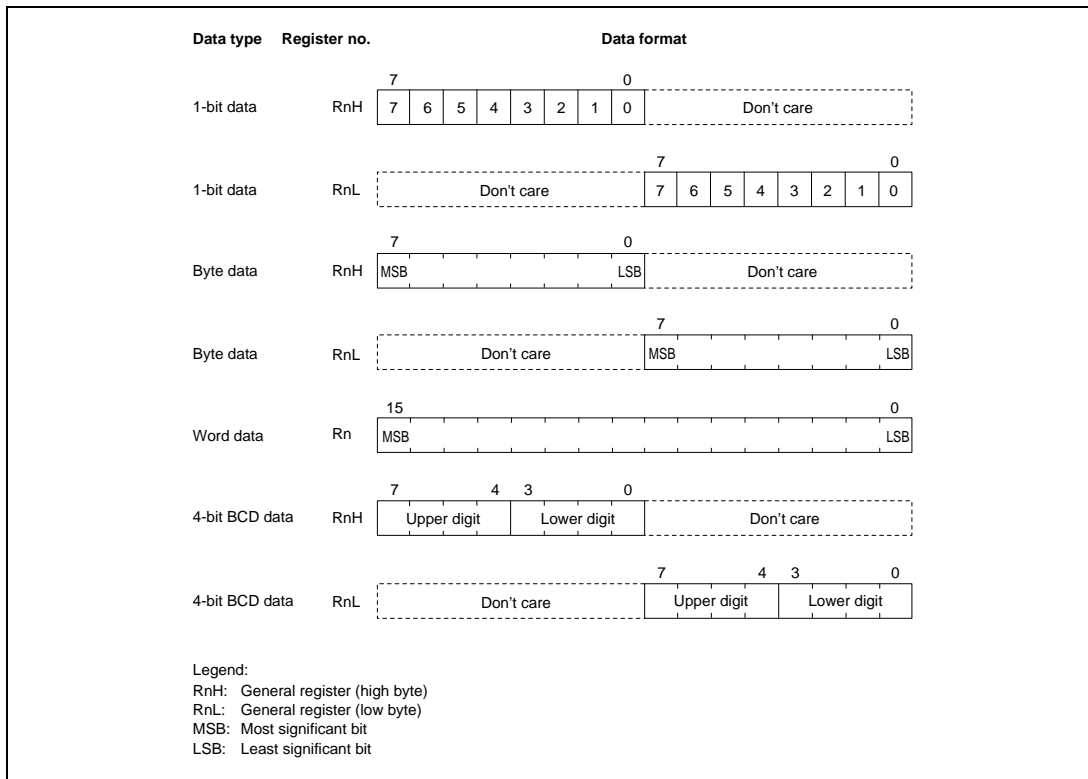 Data type Register no. Data format
7 0
1-bit data RnH 7 6 5 4 3 2 1 0 Don't care
7 0
1-bit data RnL Don't care 7 6 5 4 3 2 1 0
7 0
Byte data RnH MSB LSB Don't care
7 0
Byte data RnL Don't care MSB LSB
15 0
Word data Rn MSB LSB
7 4 3 0
4-bit BCD data RnH Upper digit Lower digit Don't care
7 4 3 0
4-bit BCD data RnL Don't care Upper digit Lower digit
Legend:
RnH: General register (high byte)
RnL: General register (low byte)
MSB: Most significant bit
LSB: Least significant bit